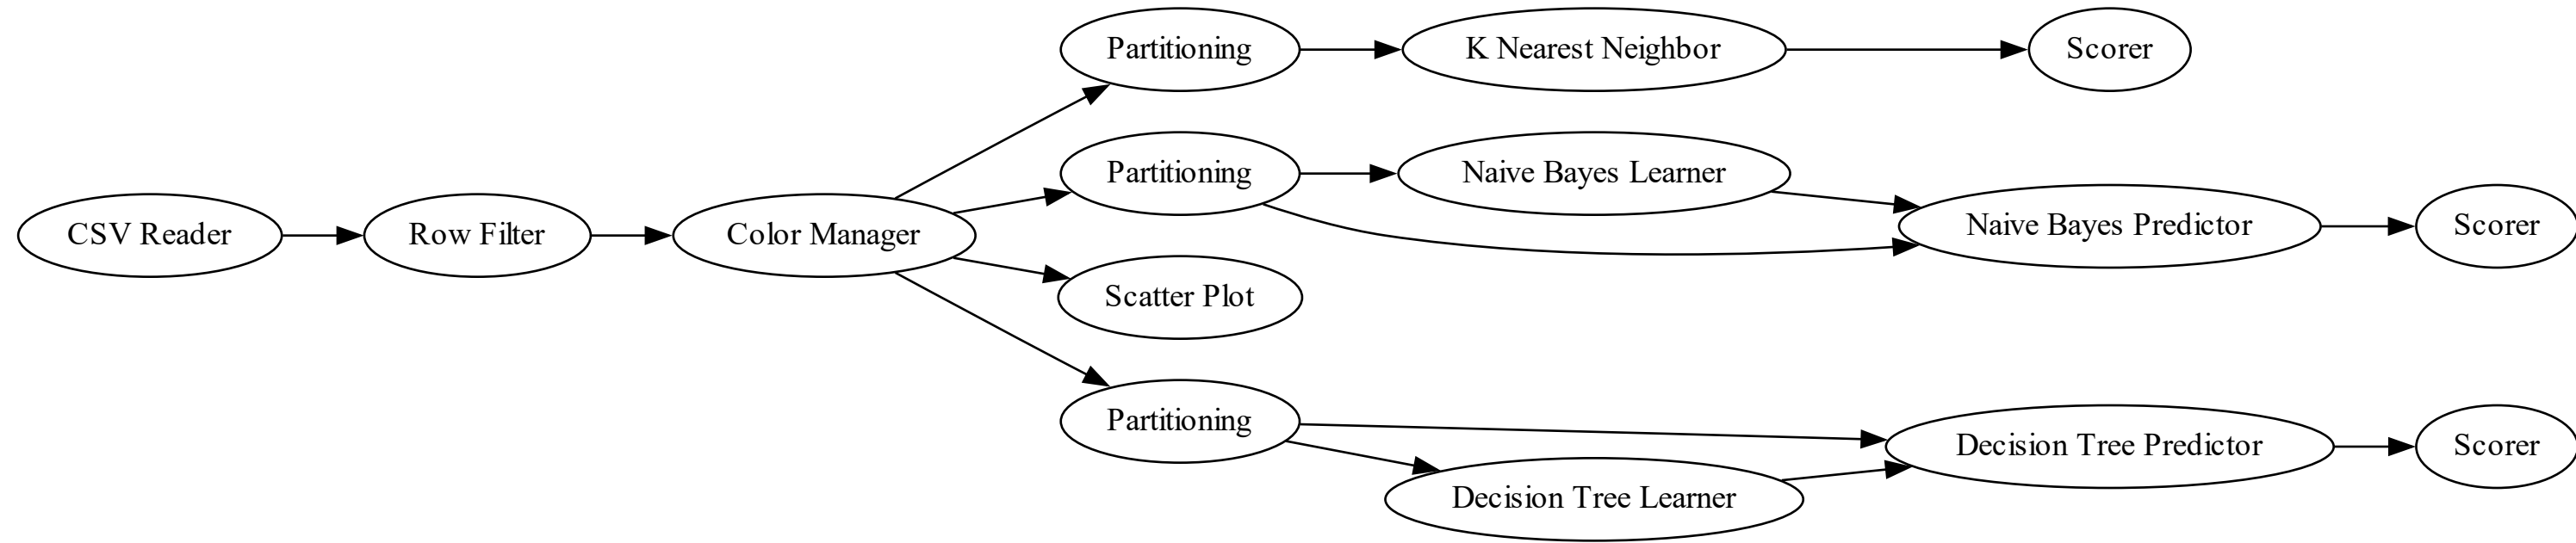 CSV Reader
Row Filter
Color Manager
Partitioning
K Nearest Neighbor
Scorer
Partitioning
Naive Bayes Learner
Naive Bayes Predictor
Scorer
Scatter Plot
Partitioning
Decision Tree Learner
Decision Tree Predictor
Scorer